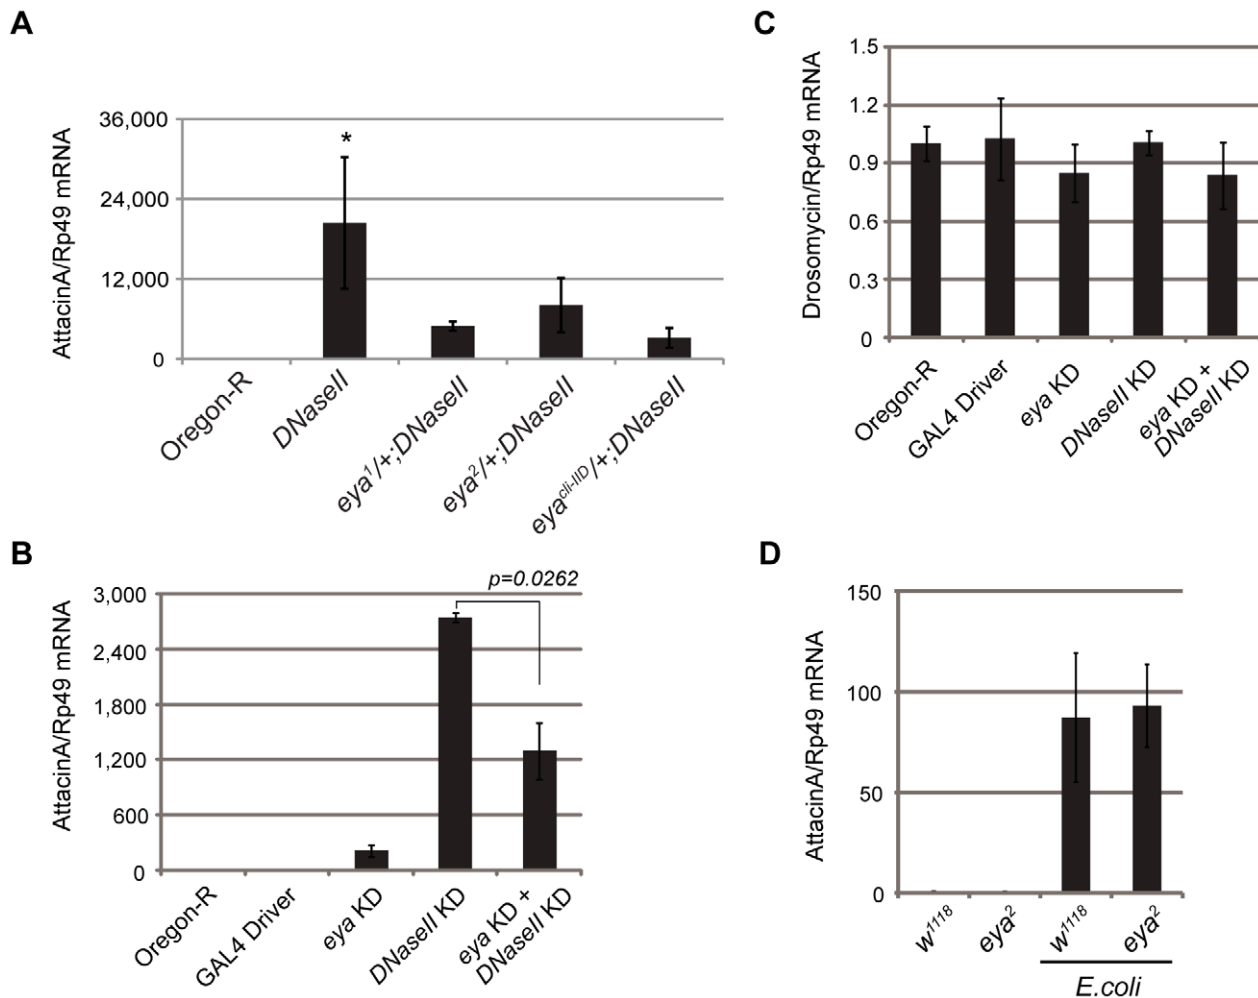 A
AttacinA/Rp49 mRNA
36,000
24,000
12,000
0
*
Oregon-R
DNaseII
eya1/+;DNaseII
eya2/+;DNaseII
eyacli-IID/+;DNaseII
B
AttacinA/Rp49 mRNA
3,000
2,400
1,800
1,200
600
0
p=0.0262
Oregon-R
GAL4 Driver
eya KD
DNaseII KD
eya KD +
DNaseII KD
C
Drosomycin/Rp49 mRNA
1.5
1.2
0.9
0.6
0.3
0
Oregon-R
GAL4 Driver
eya KD
DNaseII KD
eya KD +
DNaseII KD
D
AttacinA/Rp49 mRNA
150
100
50
0
w1118
eya2
w1118
eya2
E.coli